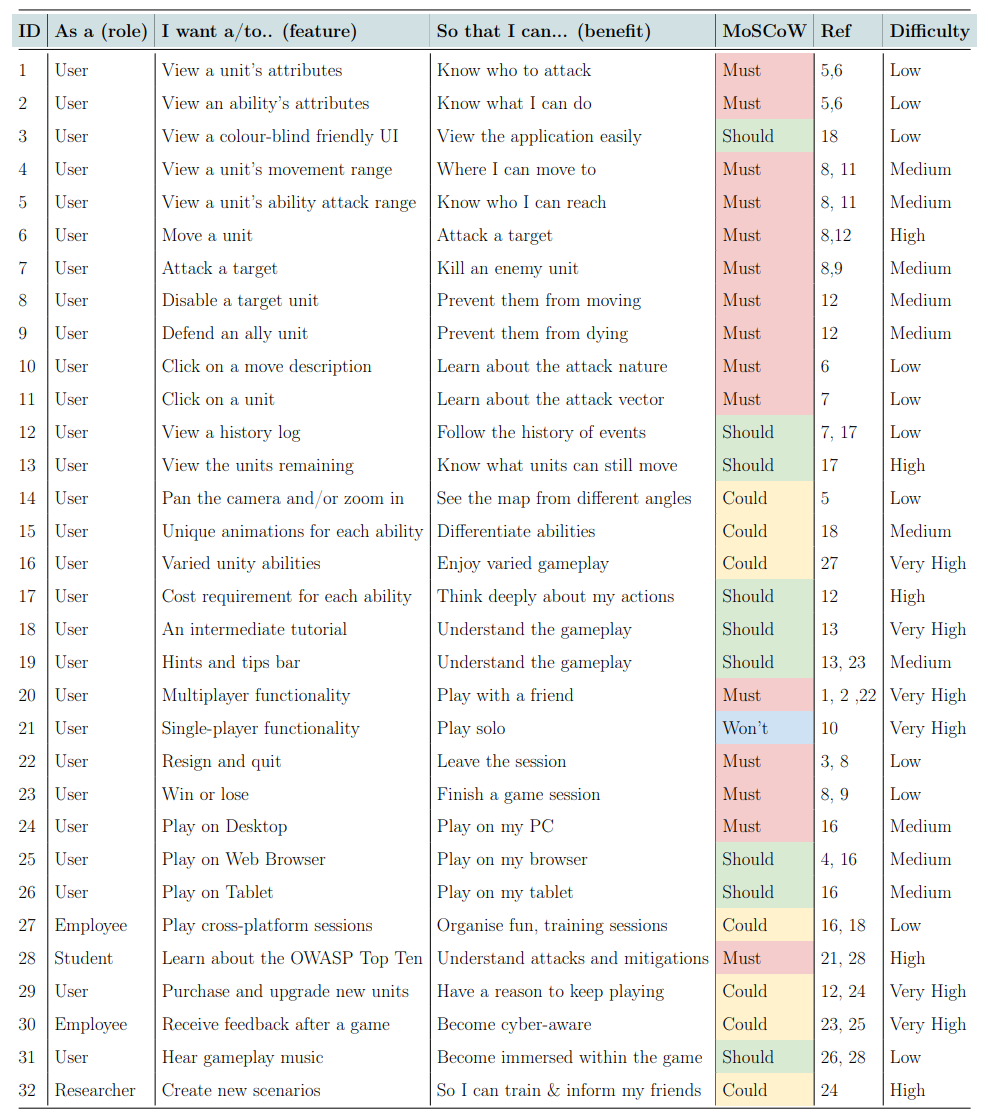 ID As a (role) I want a/to.. (feature) So that I can... (benefit) MoSCoW Ref Difficulty
1 User View a unit's attributes Know who to attack Must 5,6 Low
2 User View an ability's attributes Know what I can do Must 5,6 Low
3 User View a colour-blind friendly UI View the application easily Should 18 Low
4 User View a unit's movement range Where I can move to Must 8, 11 Medium
5 User View a unit's ability attack range Know who I can reach Must 8, 11 Medium
6 User Move a unit Attack a target Must 8,12 High
7 User Attack a target Kill an enemy unit Must 8,9 Medium
8 User Disable a target unit Prevent them from moving Must 12 Medium
9 User Defend an ally unit Prevent them from dying Must 12 Medium
10 User Click on a move description Learn about the attack nature Must 6 Low
11 User Click on a unit Learn about the attack vector Must 7 Low
12 User View a history log Follow the history of events Should 7, 17 Low
13 User View the units remaining Know what units can still move Should 17 High
14 User Pan the camera and/or zoom in See the map from different angles Could 5 Low
15 User Unique animations for each ability Differentiate abilities Could 18 Medium
16 User Varied unity abilities Enjoy varied gameplay Could 27 Very High
17 User Cost requirement for each ability Think deeply about my actions Should 12 High
18 User An intermediate tutorial Understand the gameplay Should 13 Very High
19 User Hints and tips bar Understand the gameplay Should 13, 23 Medium
20 User Multiplayer functionality Play with a friend Must 1, 2 ,22 Very High
21 User Single-player functionality Play solo Won't 10 Very High
22 User Resign and quit Leave the session Must 3, 8 Low
23 User Win or lose Finish a game session Must 8, 9 Low
24 User Play on Desktop Play on my PC Must 16 Medium
25 User Play on Web Browser Play on my browser Should 4, 16 Medium
26 User Play on Tablet Play on my tablet Should 16 Medium
27 Employee Play cross-platform sessions Organise fun, training sessions Could 16, 18 Low
28 Student Learn about the OWASP Top Ten Understand attacks and mitigations Must 21, 28 High
29 User Purchase and upgrade new units Have a reason to keep playing Could 12, 24 Very High
30 Employee Receive feedback after a game Become cyber-aware Could 23, 25 Very High
31 User Hear gameplay music Become immersed within the game Should 26, 28 Low
32 Researcher Create new scenarios So I can train & inform my friends Could 24 High